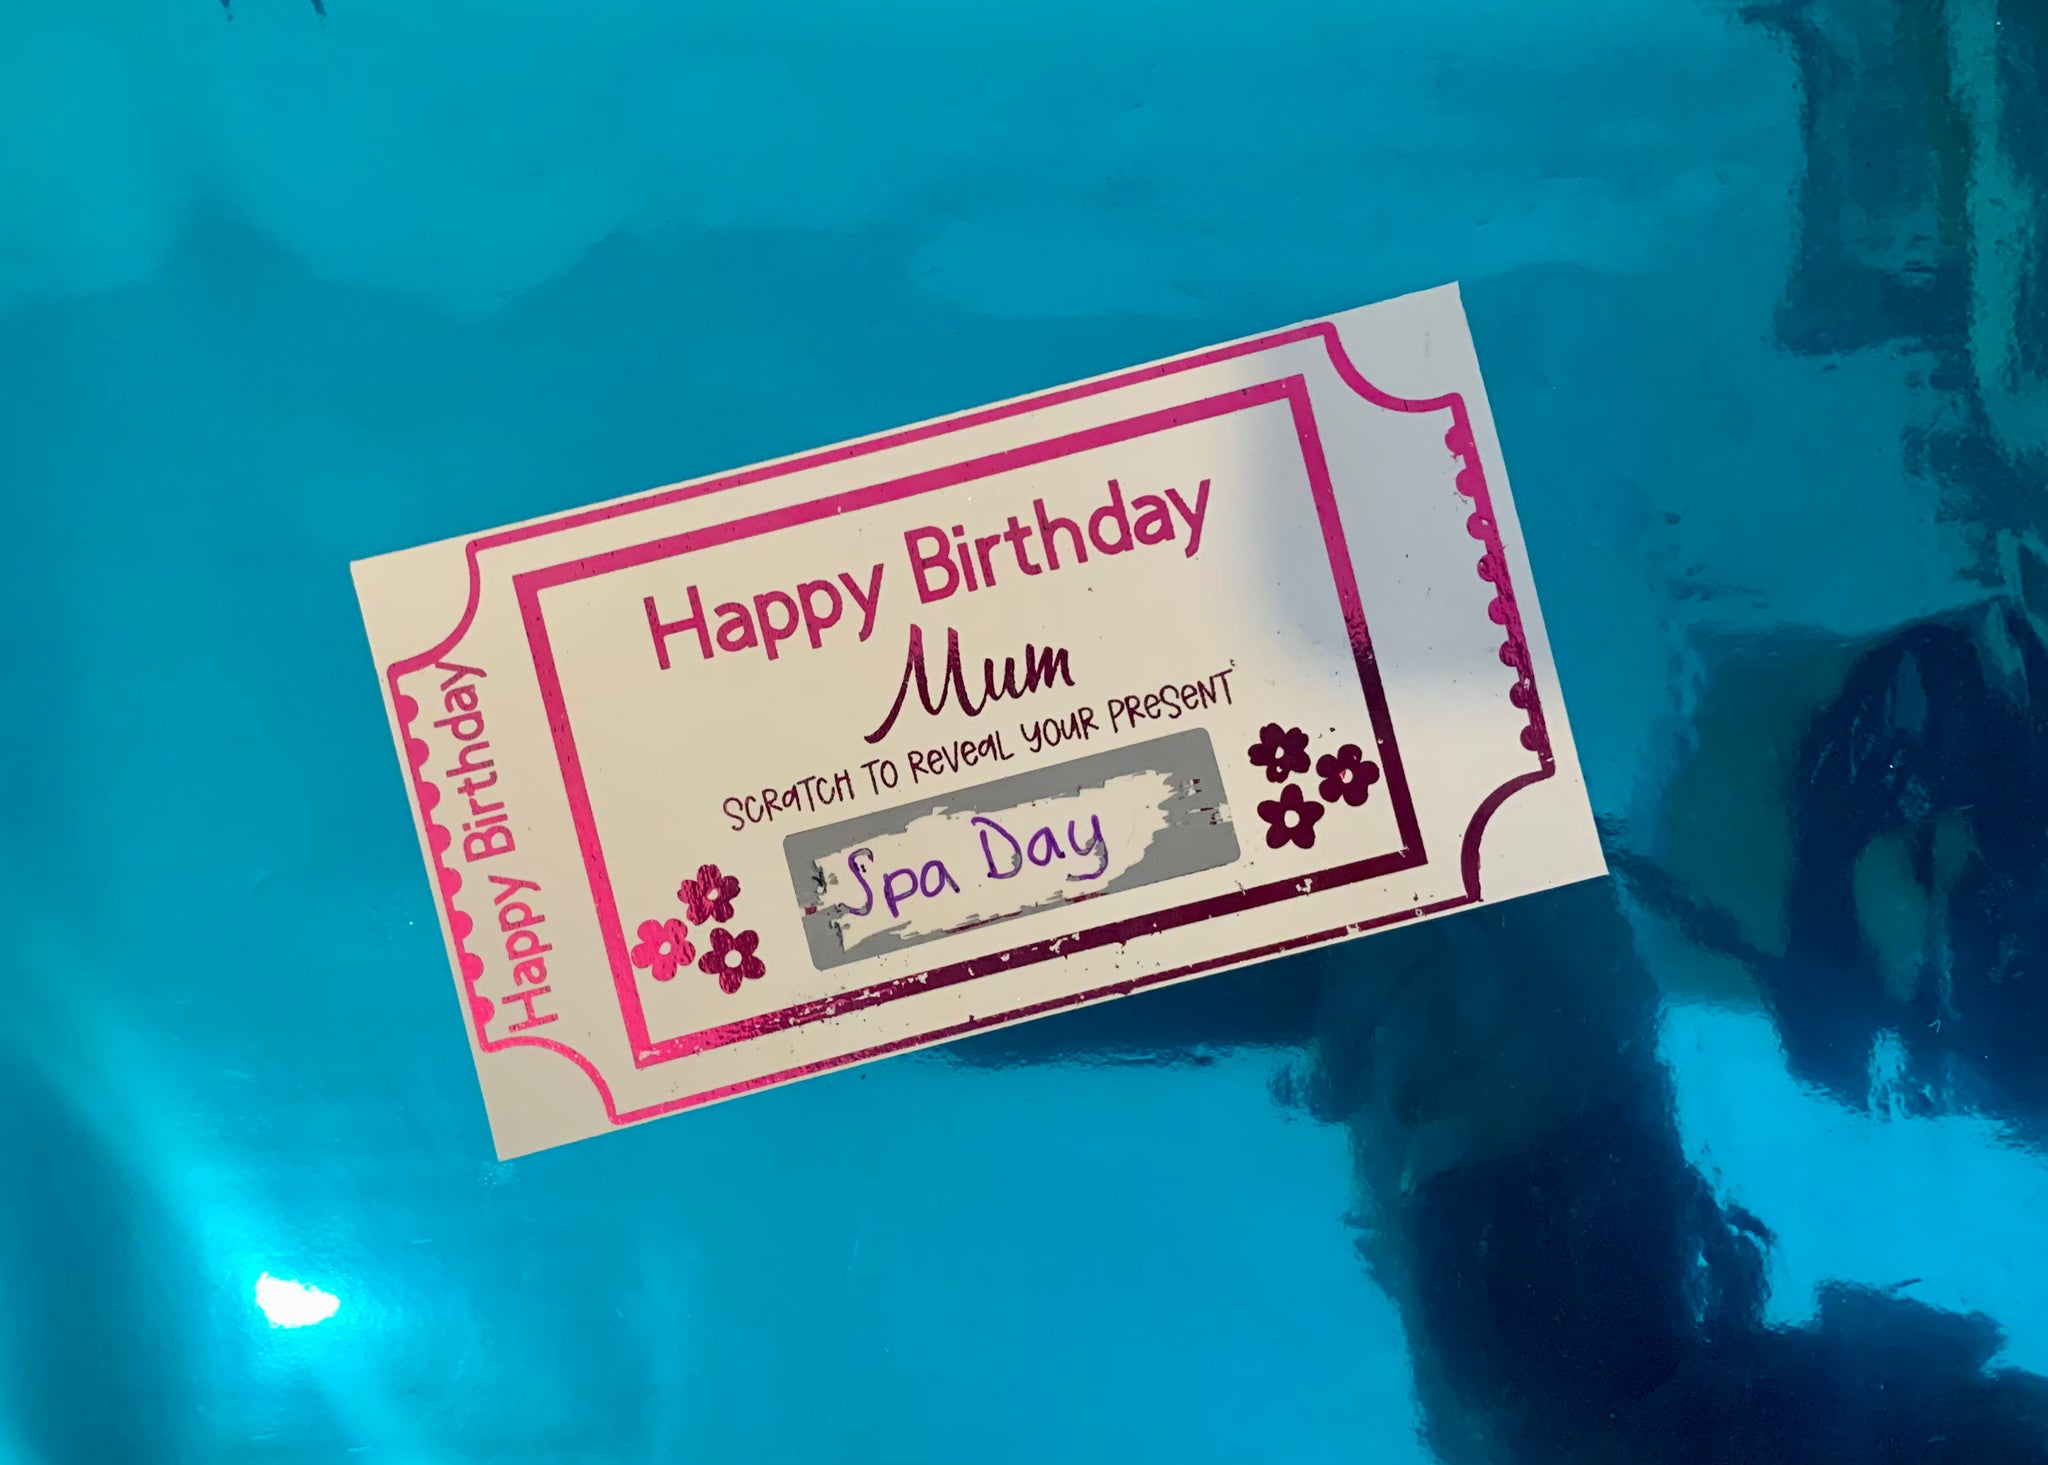 Happy Birthday
Happy Birthday
Mum
SCRATCH TO REVEAL YOUR PRESENT
Spa Day